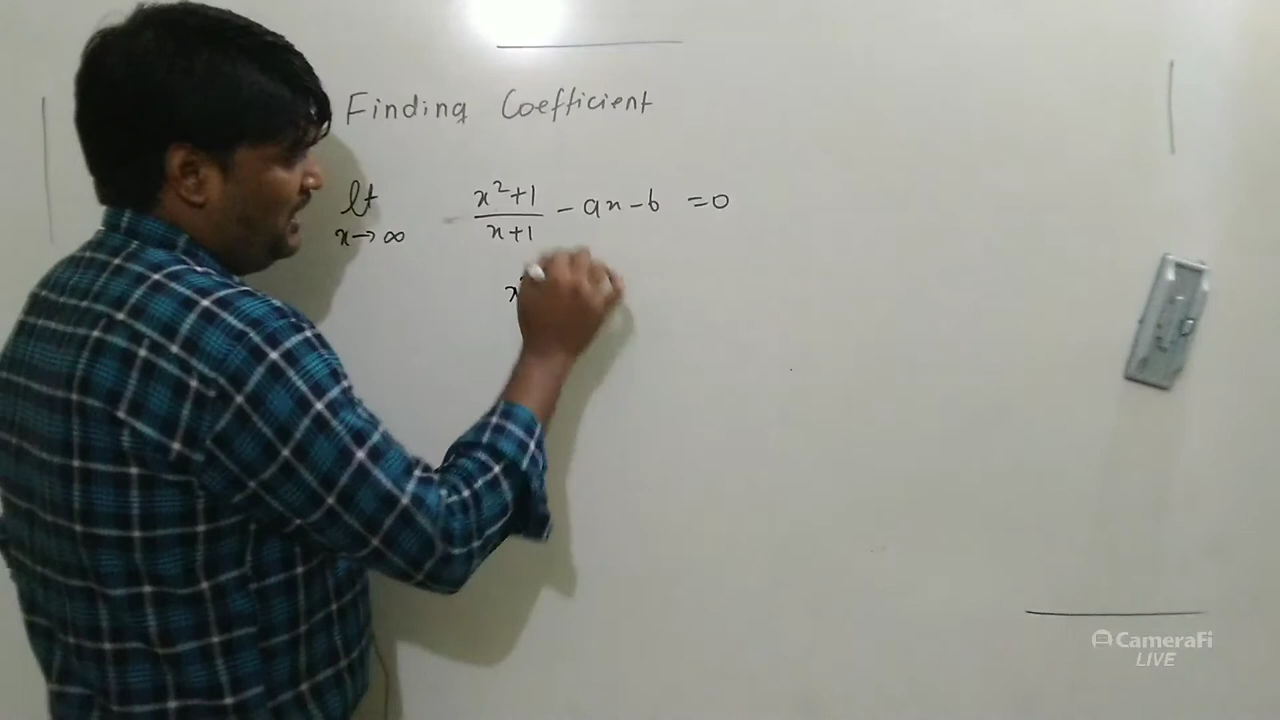 Finding Coefficient
lt x→∞ x²+1/x+1 - ax - b = 0
x
CameraFi
LIVE